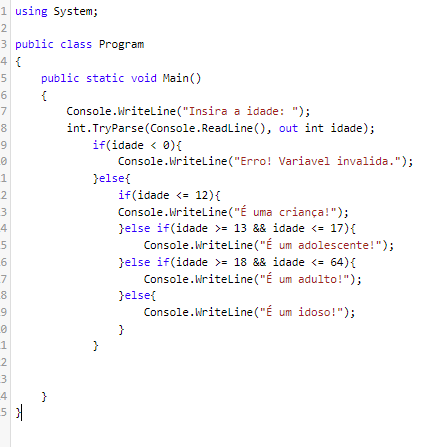 1 using System;
2
3 public class Program
4 {
5 public static void Main()
6 {
7 Console.WriteLine("Insira a idade: ");
8 int.TryParse(Console.ReadLine(), out int idade);
9 if(idade < 0){
0 Console.WriteLine("Erro! Variavel invalida.");
1 }else{
2 if(idade <= 12){
3 Console.WriteLine("É uma criança!");
4 }else if(idade >= 13 && idade <= 17){
5 Console.WriteLine("É um adolescente!");
6 }else if(idade >= 18 && idade <= 64){
7 Console.WriteLine("É um adulto!");
8 }else{
9 Console.WriteLine("É um idoso!");
0 }
1 }
2
3
4 }
5 }